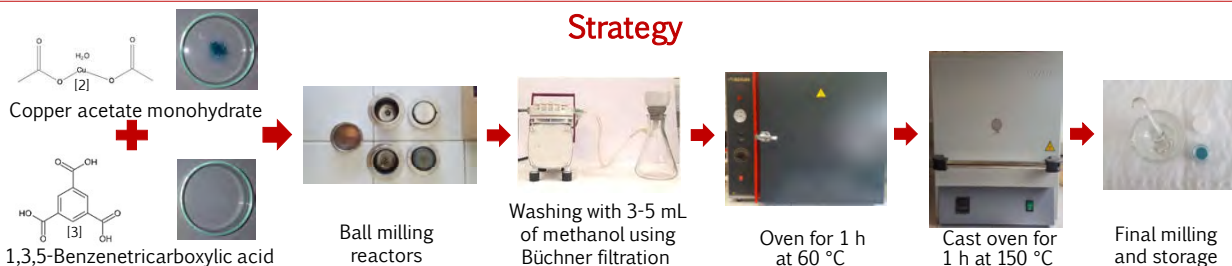 Strategy
O
O
H₂O
Cu
O
O
[2]
Copper acetate monohydrate
O
OH
HO
O
[3]
O
OH
1,3,5-Benzenetricarboxylic acid
Ball milling
reactors
Washing with 3-5 mL
of methanol using
Büchner filtration
Oven for 1 h
at 60 °C
Cast oven for
1 h at 150 °C
Final milling
and storage